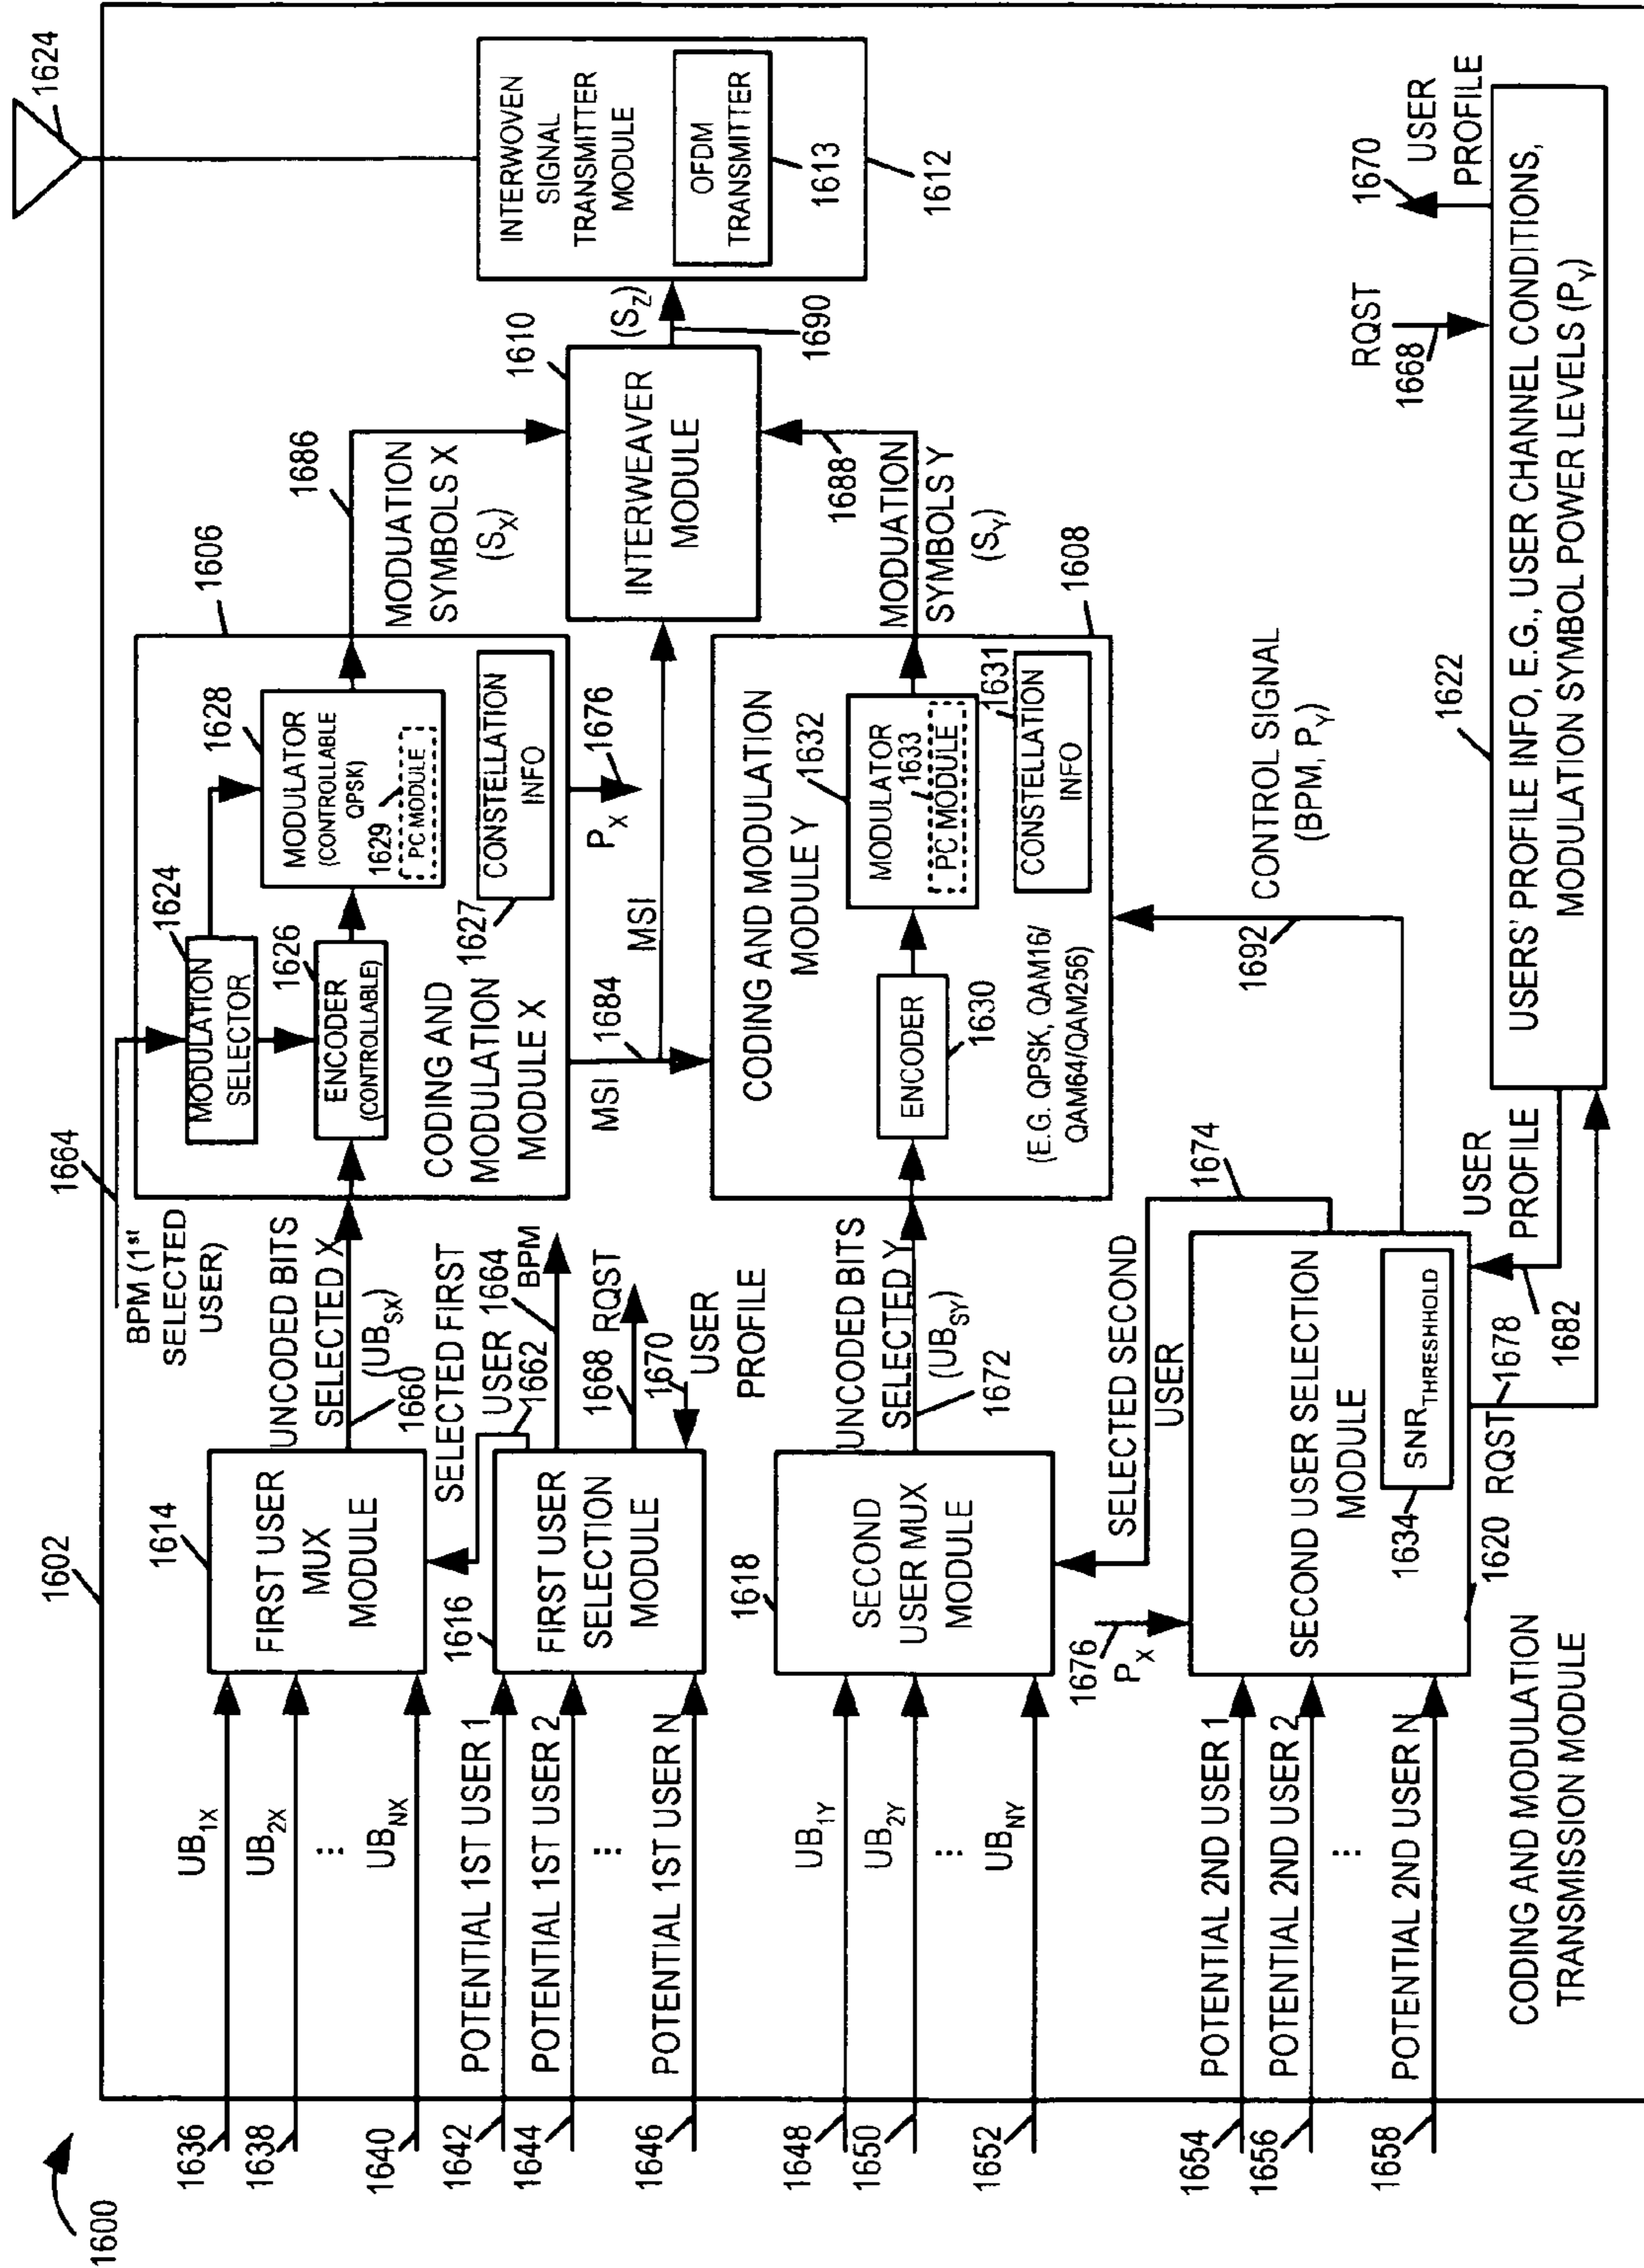 1600
1602
CODING AND MODULATION
TRANSMISSION MODULE
1636
1638
1640
1642
1644
1646
1648
1650
1652
1654
1656
1658
UB1X
UB2X
⋮
UBNX
POTENTIAL 1ST USER 1
POTENTIAL 1ST USER 2
⋮
POTENTIAL 1ST USER N
UB1Y
UB2Y
⋮
UBNY
POTENTIAL 2ND USER 1
POTENTIAL 2ND USER 2
⋮
POTENTIAL 2ND USER N
1614
FIRST USER
MUX
MODULE
1616
FIRST USER
SELECTION
MODULE
1618
SECOND
USER MUX
MODULE
1676
PX
SECOND USER SELECTION
MODULE
1634
SNRTHRESHHOLD
1620
RQST
1678
1682
USER
PROFILE
1664
BPM (1st
SELECTED
USER)
UNCODED BITS
SELECTED X
(UBSX)
1660
SELECTED FIRST
USER
1662
1664
BPM
RQST
1668
1670
USER
PROFILE
UNCODED BITS
SELECTED Y
(UBSY)
1672
SELECTED SECOND
USER
1674
1606
1624
MODULATION
SELECTOR
1626
ENCODER
(CONTROLLABLE)
1628
MODULATOR
(CONTROLLABLE
QPSK)
1629
PC MODULE
CODING AND
MODULATION
MODULE X
1627
CONSTELLATION
INFO
PX
1676
MSI
1684
MSI
1608
CODING AND MODULATION
MODULE Y
1632
MODULATOR
1633
PC MODULE
ENCODER
1630
1631
CONSTELLATION
INFO
(E.G. QPSK, QAM16/
QAM64/QAM256)
1692
CONTROL SIGNAL
(BPM, PY)
1686
MODUATION
SYMBOLS X
(SX)
1610
INTERWEAVER
MODULE
1688
MODUATION
SYMBOLS Y
(SY)
(SZ)
1690
1624
INTERWOVEN
SIGNAL
TRANSMITTER
MODULE
OFDM
TRANSMITTER
1613
1612
RQST
1668
1670
USER
PROFILE
1622
USERS' PROFILE INFO, E.G., USER CHANNEL CONDITIONS,
MODULATION SYMBOL POWER LEVELS (PY)